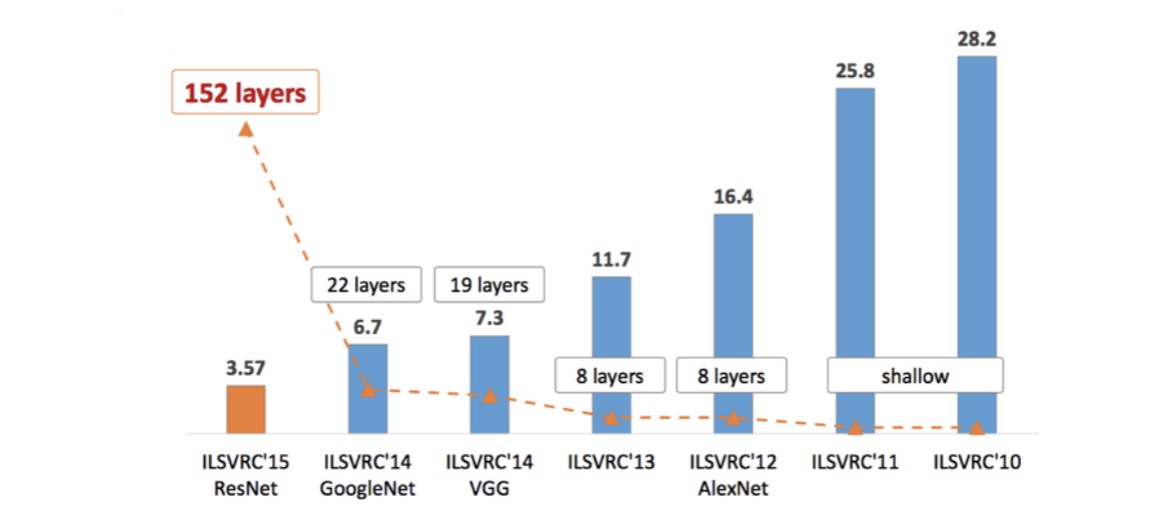 28.2
25.8
152 layers
16.4
11.7
22 layers
19 layers
7.3
6.7
3.57
8 layers
8 layers
shallow
ILSVRC'15
ResNet
ILSVRC'14
GoogleNet
ILSVRC'14
VGG
ILSVRC'13
ILSVRC'12
AlexNet
ILSVRC'11
ILSVRC'10